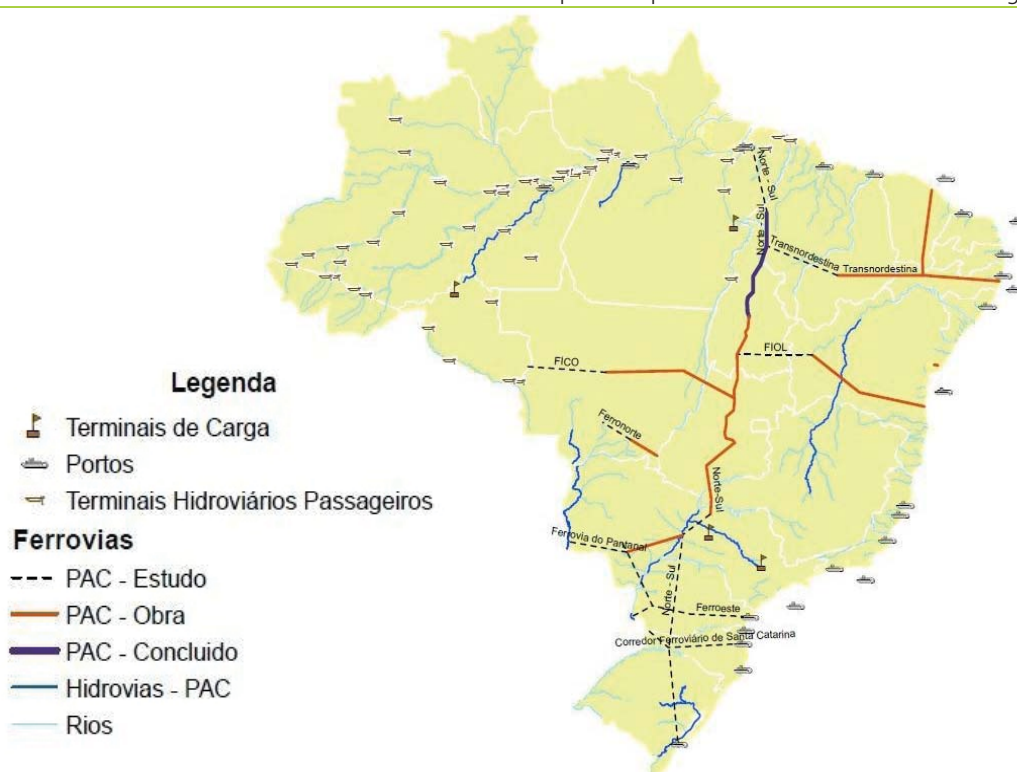 Norte - Sul
Norte - Sul
Transnordestina
Transnordestina
FICO
FIOL
Ferronorte
Norte-Sul
Ferrovia do Pantanal
Norte - Sul
Ferroeste
Corredor Ferroviário de Santa Catarina
Legenda
Terminais de Carga
Portos
Terminais Hidroviários Passageiros
Ferrovias
PAC - Estudo
PAC - Obra
PAC - Concluido
Hidrovias - PAC
Rios